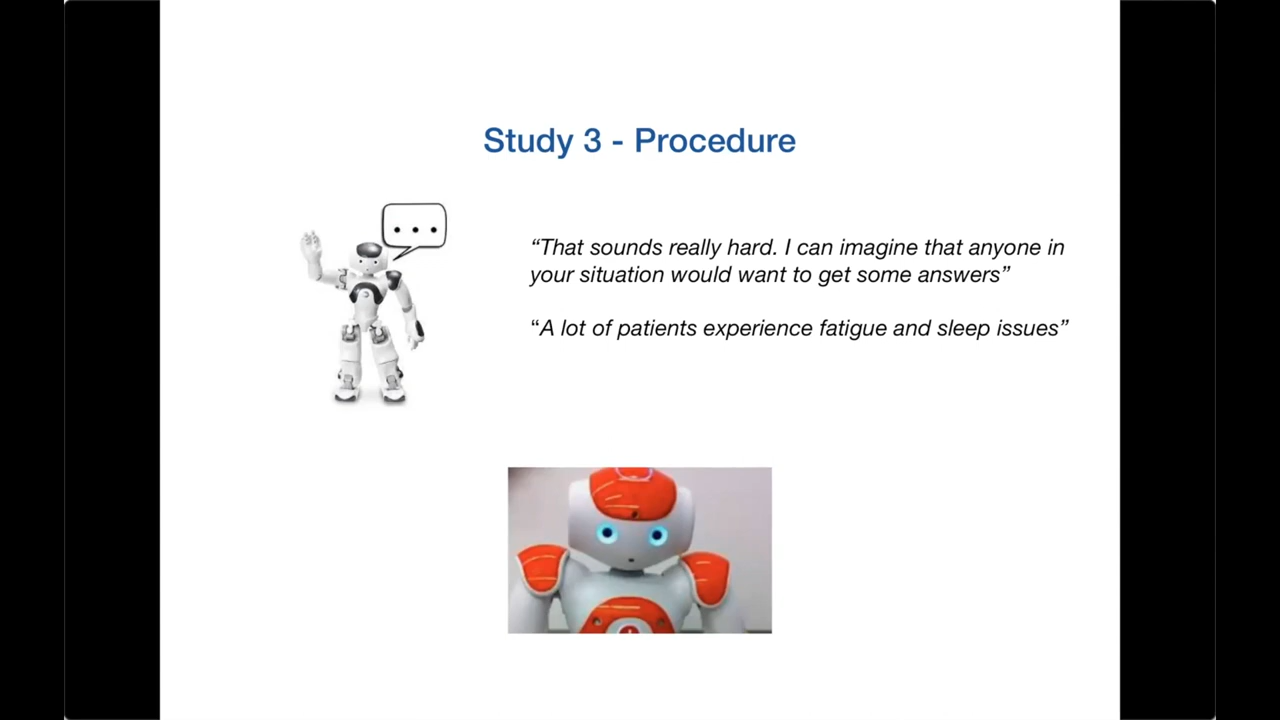 Study 3 - Procedure
“That sounds really hard. I can imagine that anyone in
your situation would want to get some answers”
“A lot of patients experience fatigue and sleep issues”